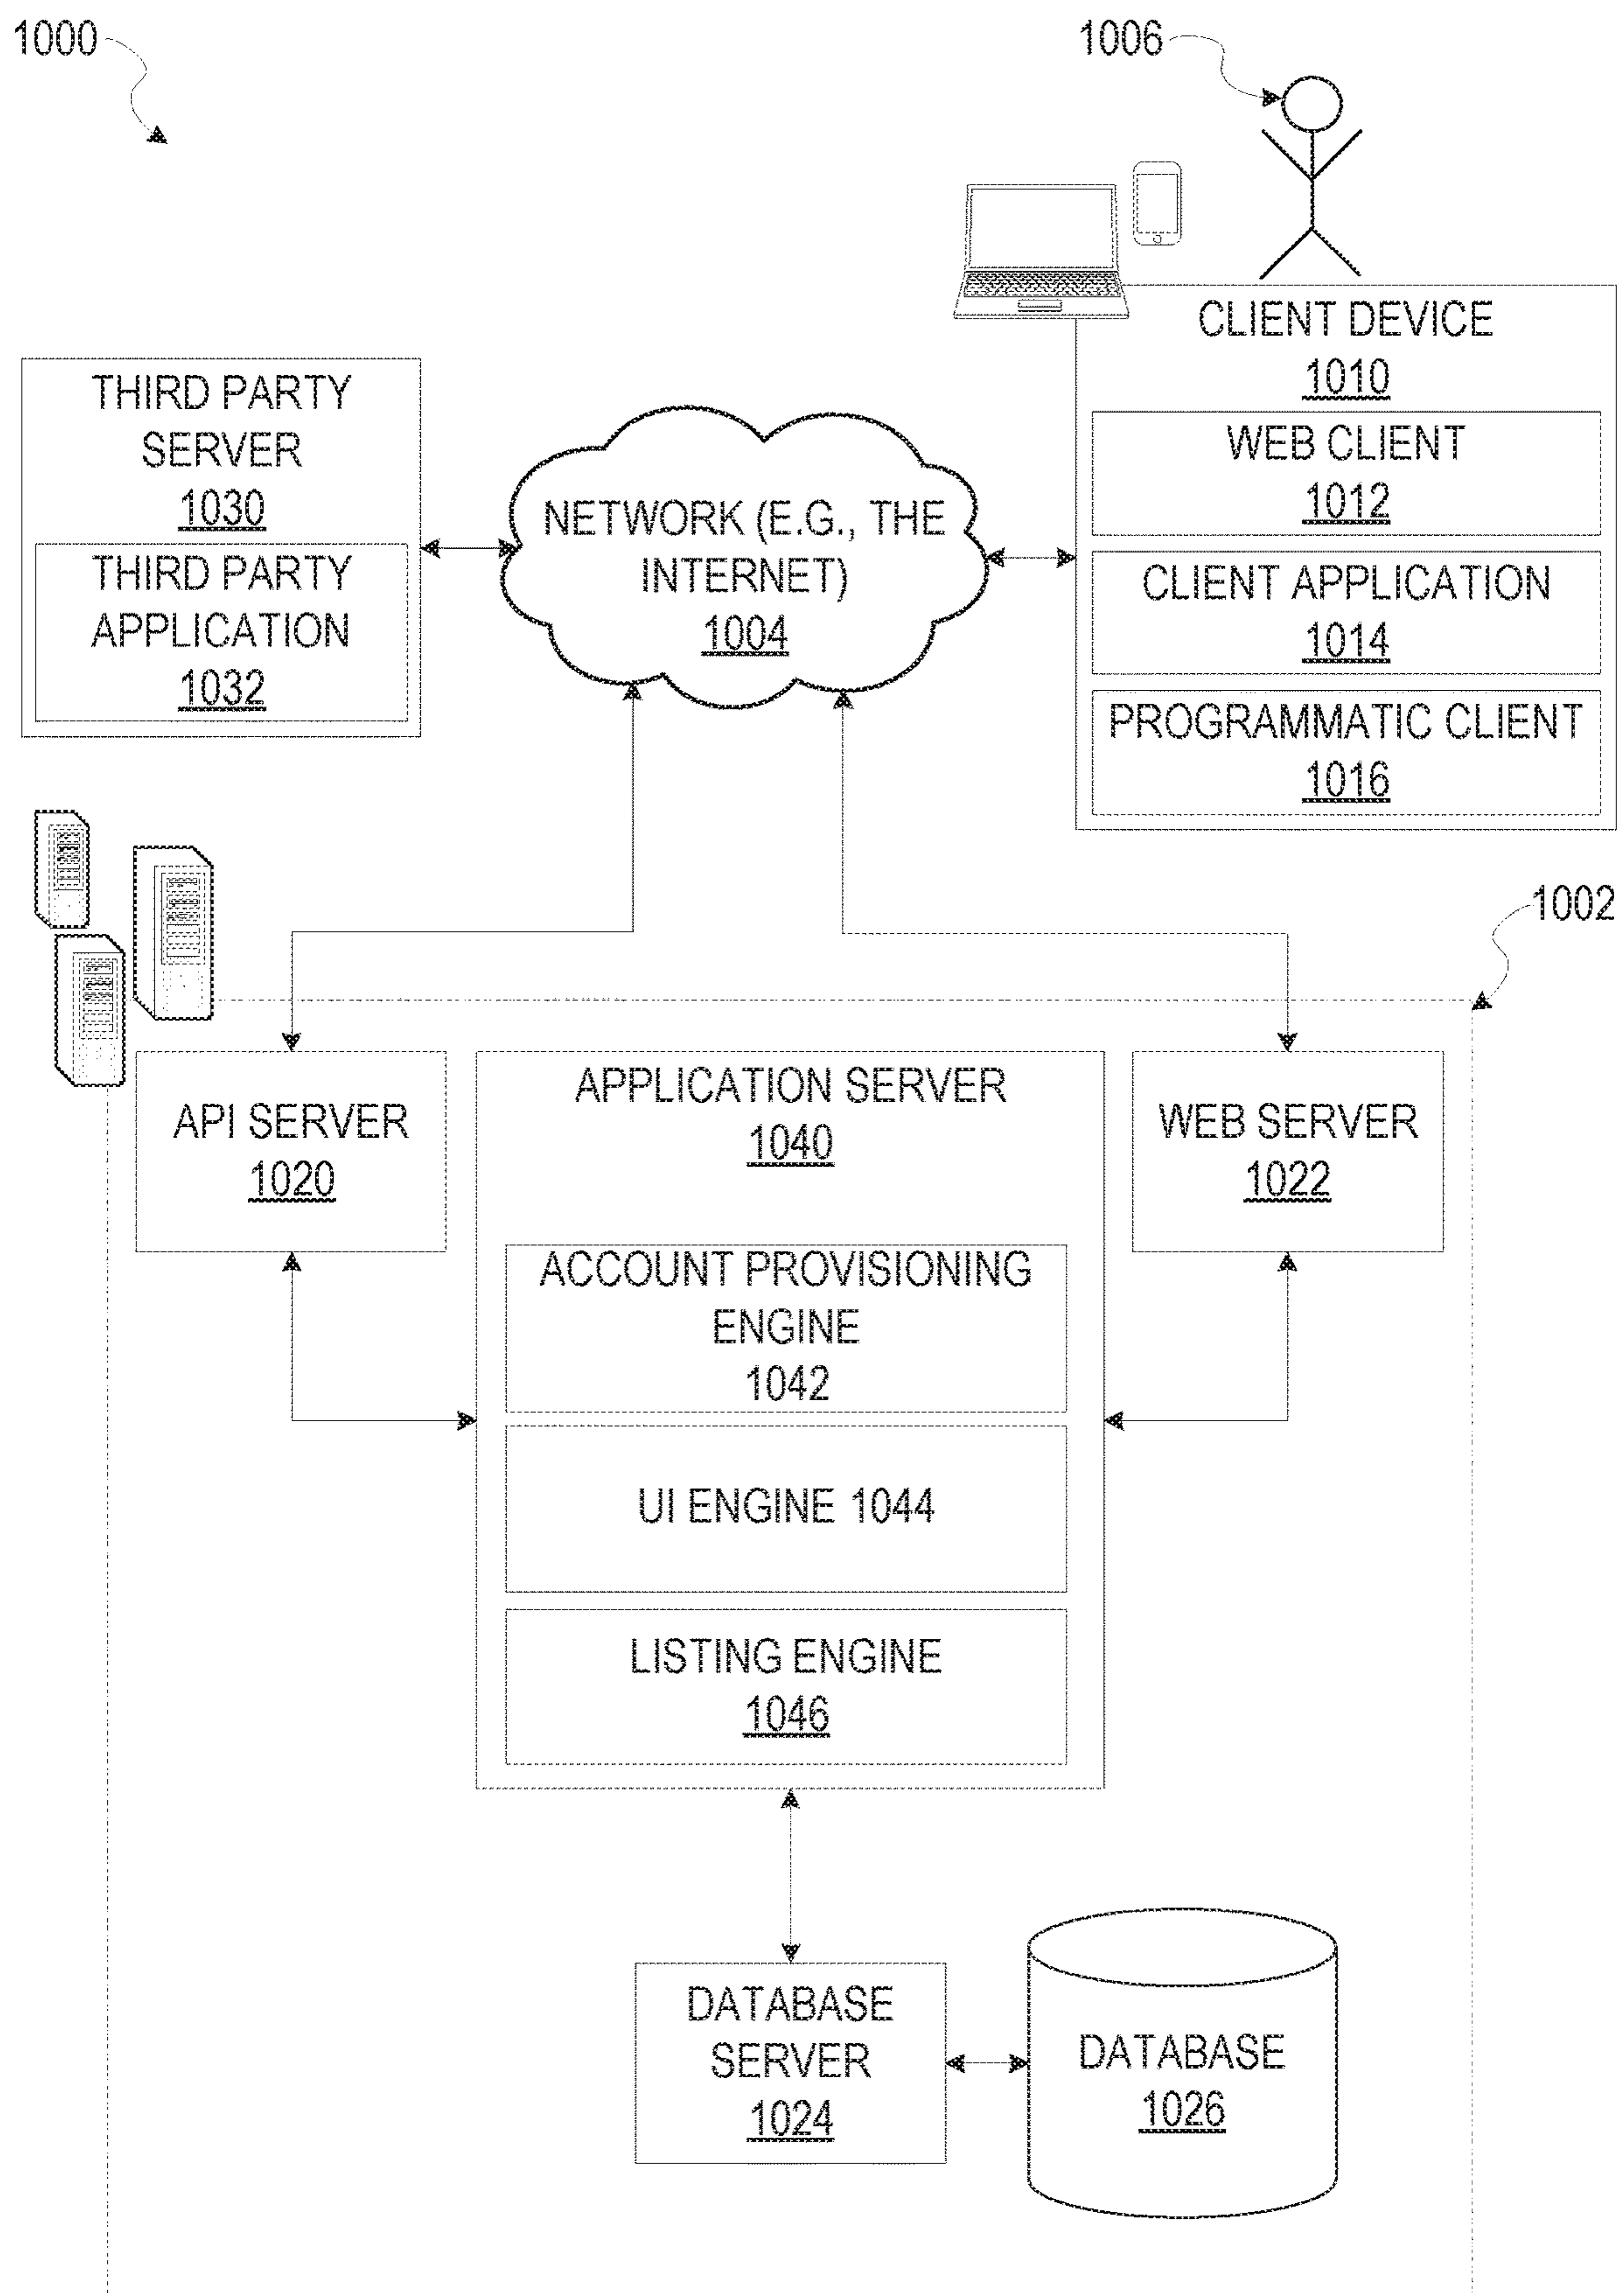 1000
1006
CLIENT DEVICE
1010
WEB CLIENT
1012
CLIENT APPLICATION
1014
PROGRAMMATIC CLIENT
1016
THIRD PARTY
SERVER
1030
THIRD PARTY
APPLICATION
1032
NETWORK (E.G., THE
INTERNET)
1004
1002
API SERVER
1020
APPLICATION SERVER
1040
ACCOUNT PROVISIONING
ENGINE
1042
UI ENGINE 1044
LISTING ENGINE
1046
WEB SERVER
1022
DATABASE
SERVER
1024
DATABASE
1026